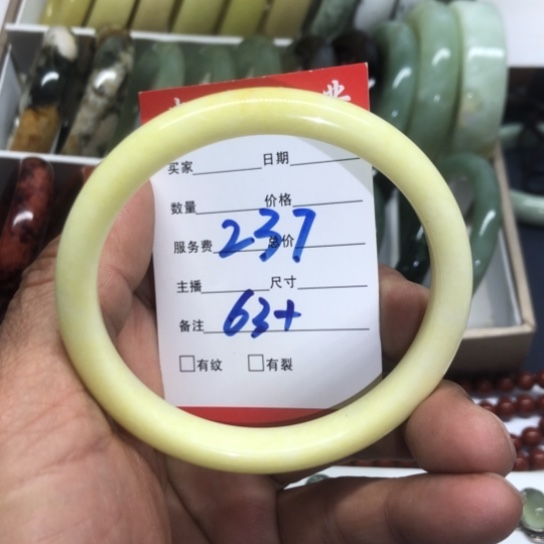 买家 日期
数量 价格
服务费 237 总价
主播 尺寸
备注 63+
□有纹 □有裂